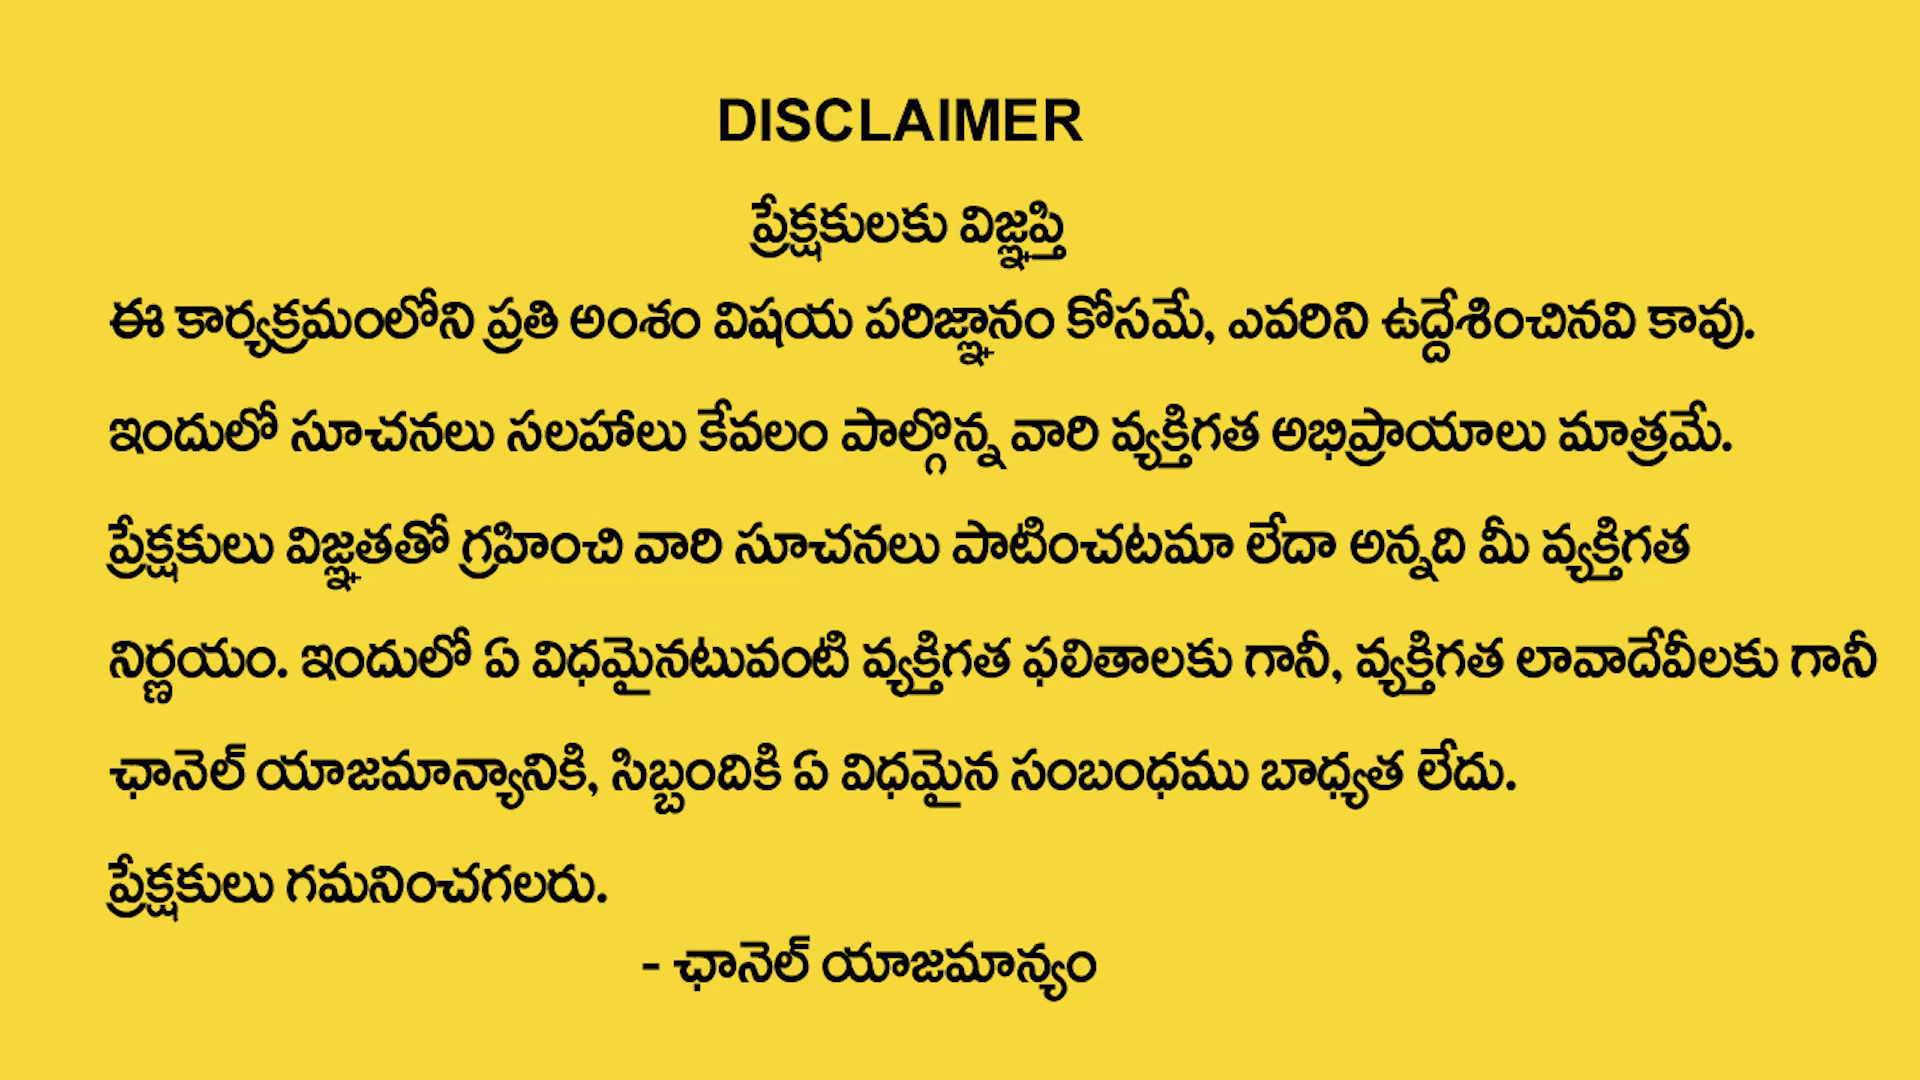 DISCLAIMER
ప్రేక్షకులకు విజ్ఞప్తి
ఈ కార్యక్రమంలోని ప్రతి అంశం విషయ పరిజ్ఞానం కోసమే, ఎవరిని ఉద్దేశించినవి కావు.
ఇందులో సూచనలు సలహాలు కేవలం పాల్గొన్న వారి వ్యక్తిగత అభిప్రాయాలు మాత్రమే.
ప్రేక్షకులు విజ్ఞతతో గ్రహించి వారి సూచనలు పాటించటమా లేదా అన్నది మీ వ్యక్తిగత
నిర్ణయం. ఇందులో ఏ విధమైనటువంటి వ్యక్తిగత ఫలితాలకు గానీ, వ్యక్తిగత లావాదేవీలకు గానీ
ఛానెల్ యాజమాన్యానికి, సిబ్బందికి ఏ విధమైన సంబంధము బాధ్యత లేదు.
ప్రేక్షకులు గమనించగలరు.
- ఛానెల్ యాజమాన్యం